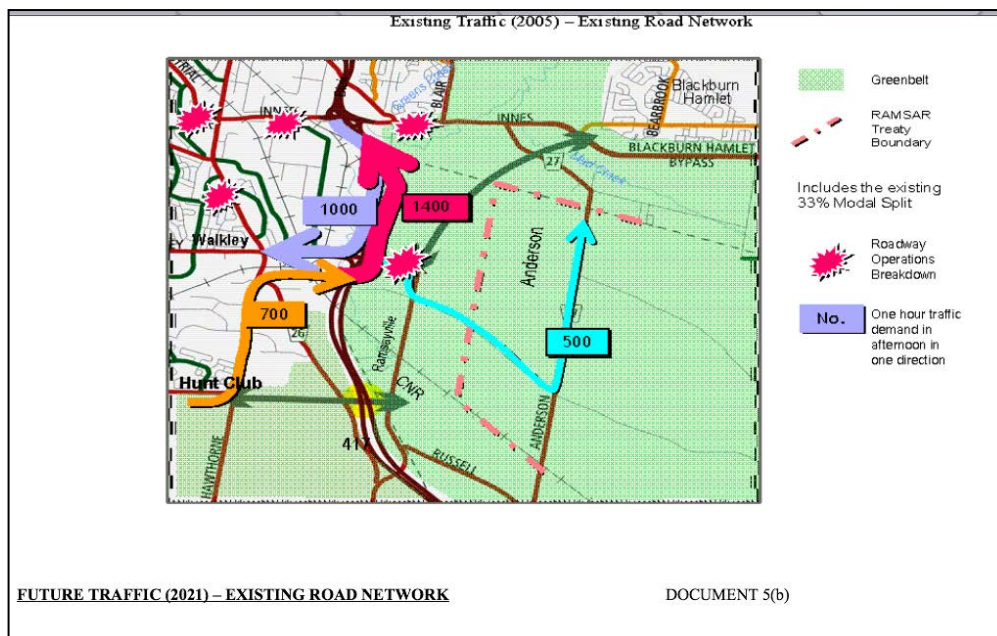 Existing Traffic (2005) – Existing Road Network
TRIAL
INN
BLAIR
INNES
BEARBROOK
Blackburn
Hamlet
27
BLACKBURN HAMLET
BYPASS
1000
1400
Walkley
Anderson
700
26
Ramsayville
500
Hunt Club
CNR
417
HAWTHORNE
RUSSELL
ANDERSON
Greenbelt
RAMSAR
Treaty
Boundary
Includes the existing
33% Modal Split
Roadway
Operations
Breakdown
No.
One hour traffic
demand in
afternoon in
one direction
FUTURE TRAFFIC (2021) – EXISTING ROAD NETWORK
DOCUMENT 5(b)